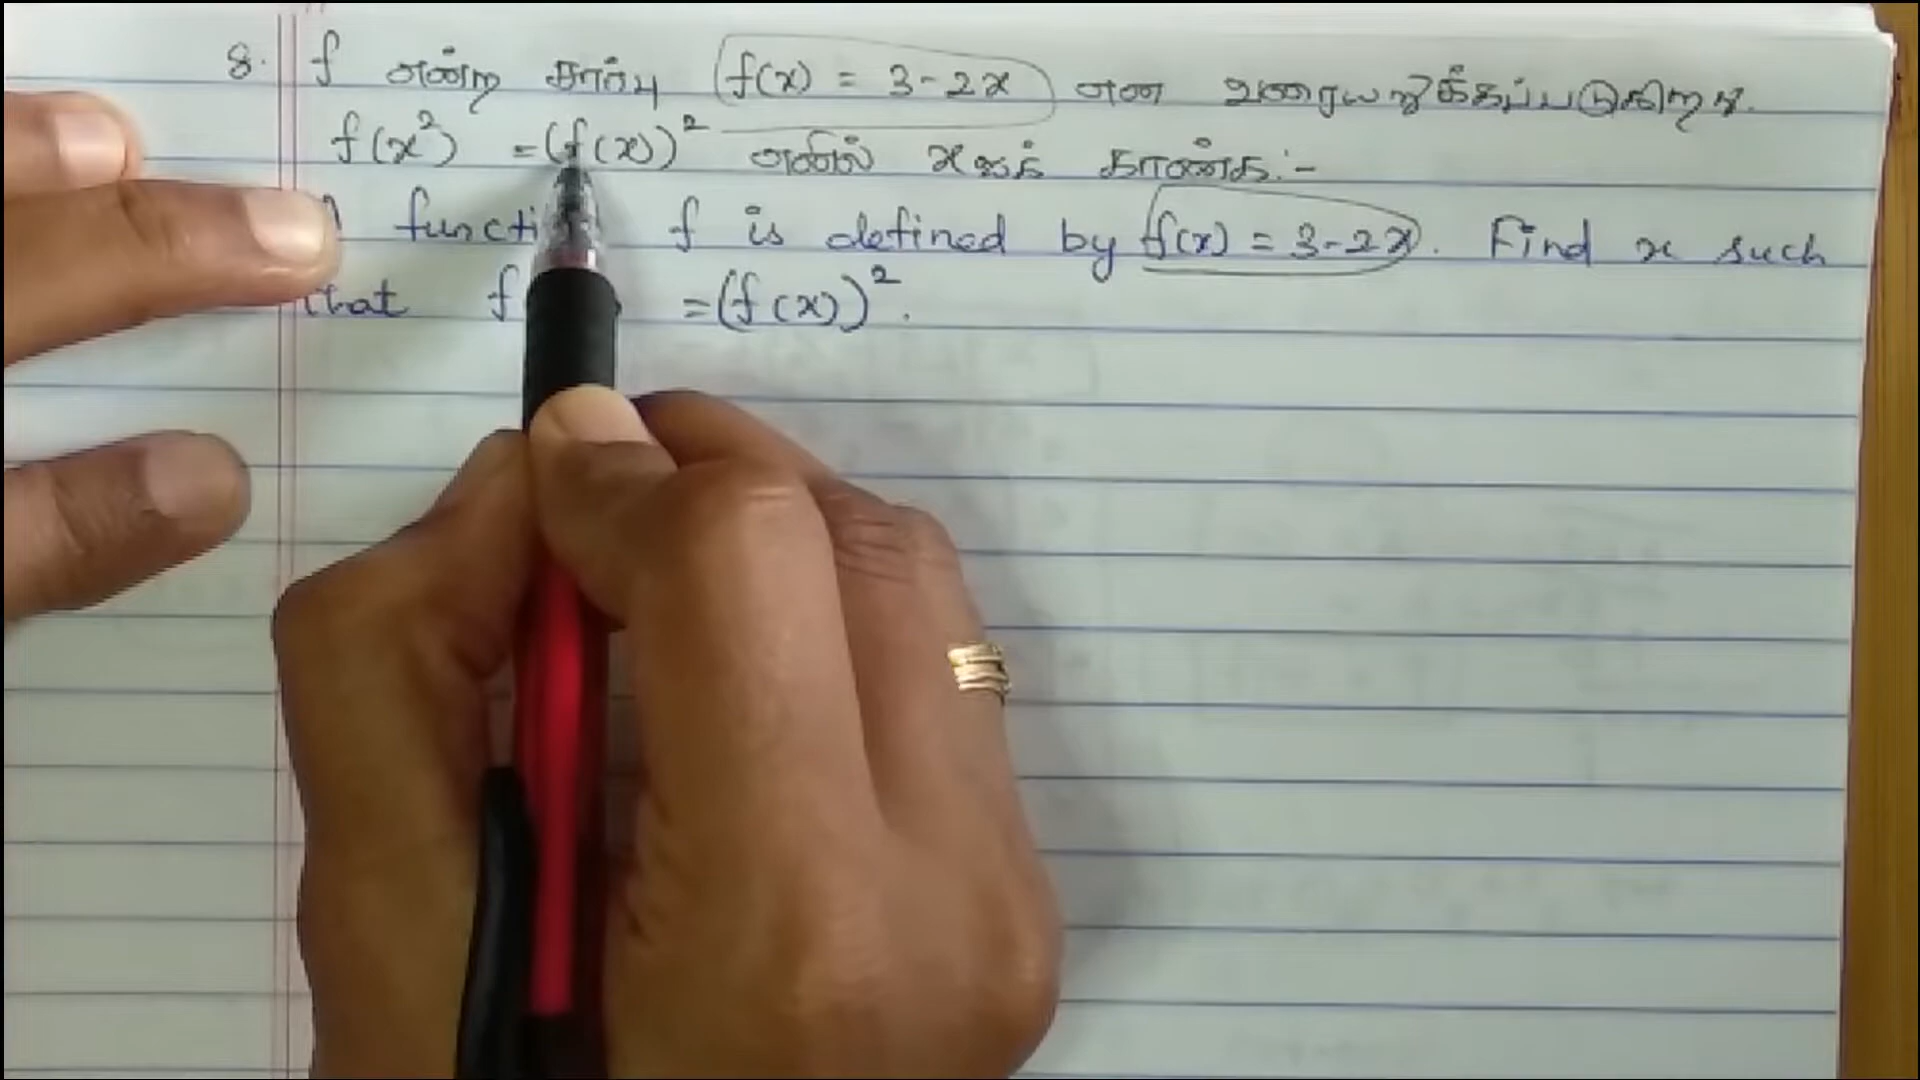 8. f என்ற சார்பு f(x) = 3-2x என வரையறுக்கப்படுகிறது.
f(x²) =(f(x))² எனில் x ஐக் காண்க:-
functi f is defined by f(x) = 3-2x. Find x such
that f =(f(x))².